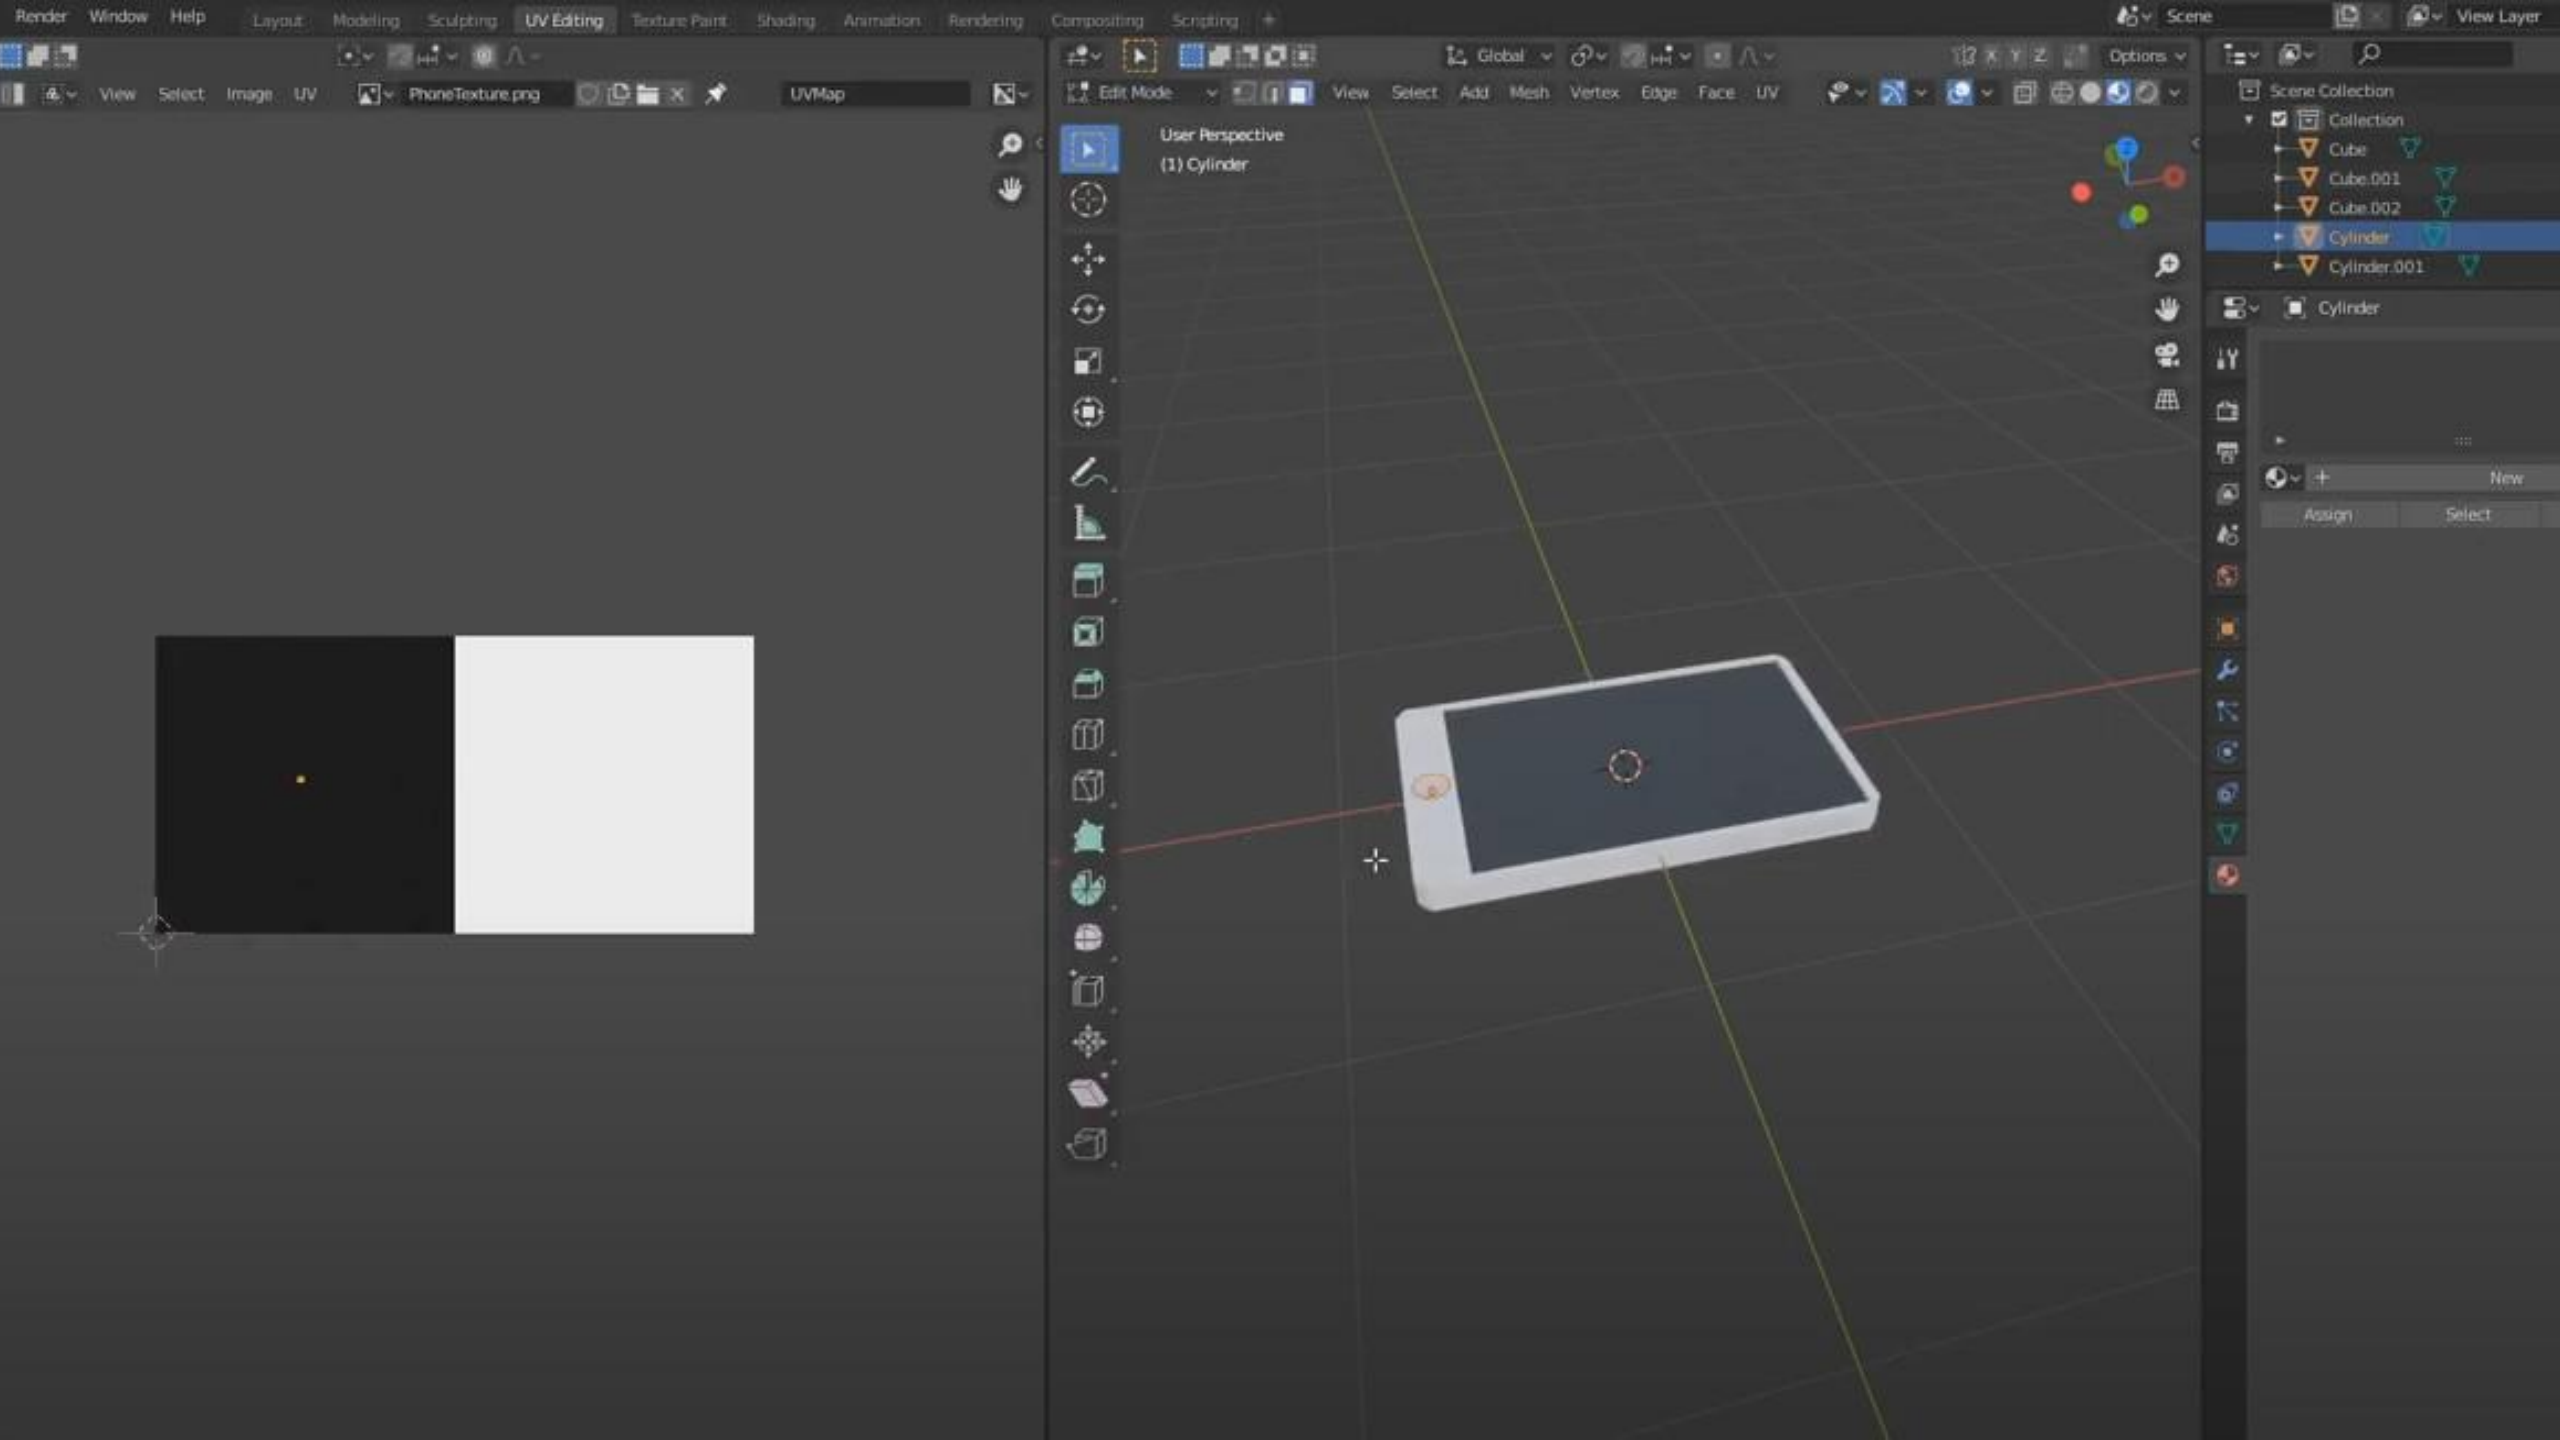 Render Window Help Layout Modeling Sculpting UV Editing Texture Paint Shading Animation Rendering Compositing Scripting + Scene View Layer
Global X Y Z Options
View Select Image UV PhoneTexture.png UVMap Edit Mode View Select Add Mesh Vertex Edge Face UV
Scene Collection
Collection
User Perspective
(1) Cylinder
Cube
Cube.001
Cube.002
Cylinder
Cylinder.001
Cylinder
+ New
Assign Select